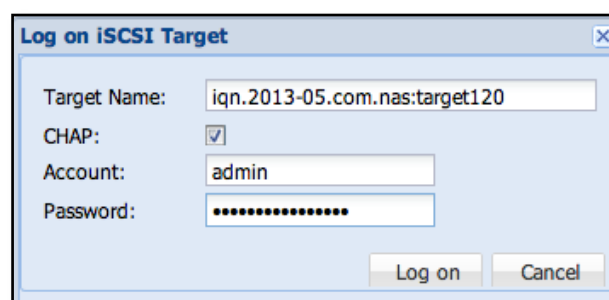 Log on iSCSI Target
Target Name: iqn.2013-05.com.nas:target120
CHAP:
Account: admin
Password: ••••••••••••••••
Log on Cancel